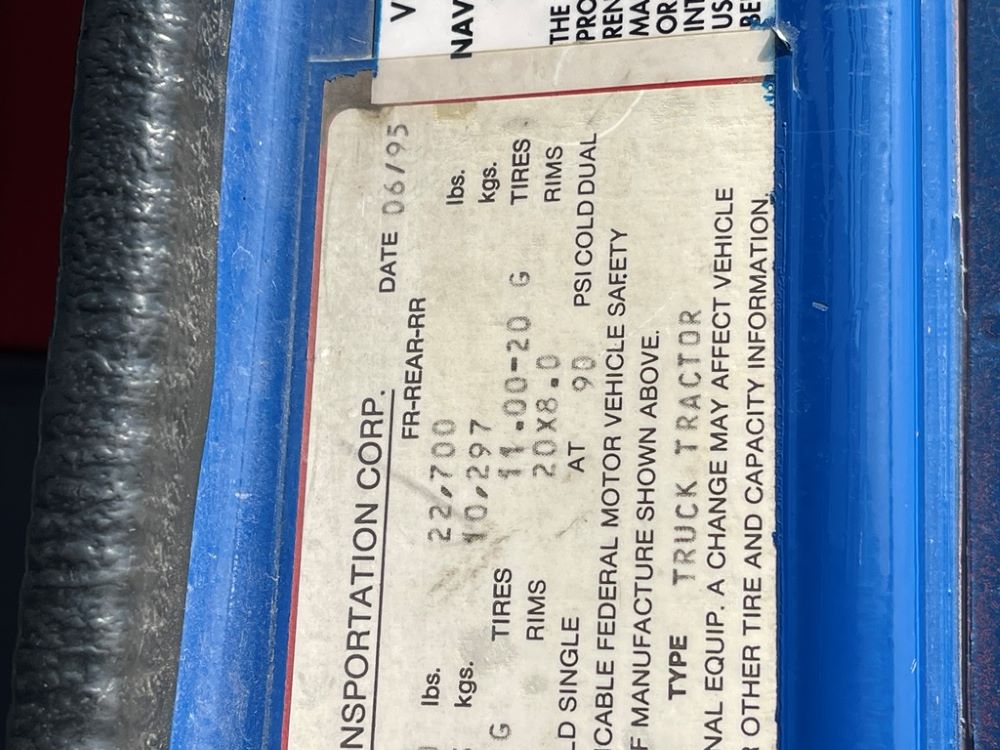 V
NAV
THE
PRO
REN
MA
OR
INT
US
BE
NSPORTATION CORP.
DATE 06/95
FR-REAR-RR
lbs. 22,700 lbs.
kgs. 10,297 kgs.
G TIRES 11.00-20 G TIRES
RIMS 20X8.0 RIMS
LD SINGLE AT 90 PSI COLD DUAL
ICABLE FEDERAL MOTOR VEHICLE SAFETY
F MANUFACTURE SHOWN ABOVE.
TYPE TRUCK TRACTOR
NAL EQUIP. A CHANGE MAY AFFECT VEHICLE
R OTHER TIRE AND CAPACITY INFORMATION.